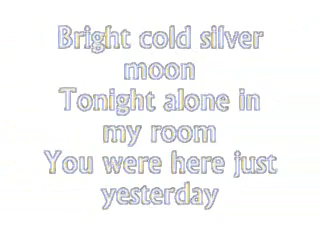 Bright cold silver
moon
Tonight alone in
my room
You were here just
yesterday